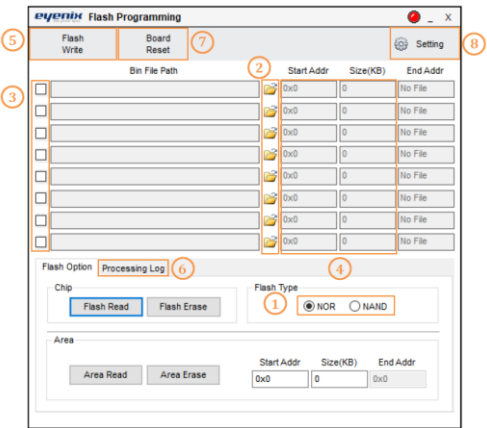 eyenix Flash Programming _ X
5 Flash Write Board Reset 7 Setting 8
Bin File Path 2 Start Addr Size(KB) End Addr
3 0x0 0 No File
0x0 0 No File
0x0 0 No File
0x0 0 No File
0x0 0 No File
0x0 0 No File
0x0 0 No File
0x0 0 No File
Flash Option Processing Log 6 4
Chip Flash Type
Flash Read Flash Erase 1 NOR NAND
Area
Start Addr Size(KB) End Addr
Area Read Area Erase 0x0 0 0x0